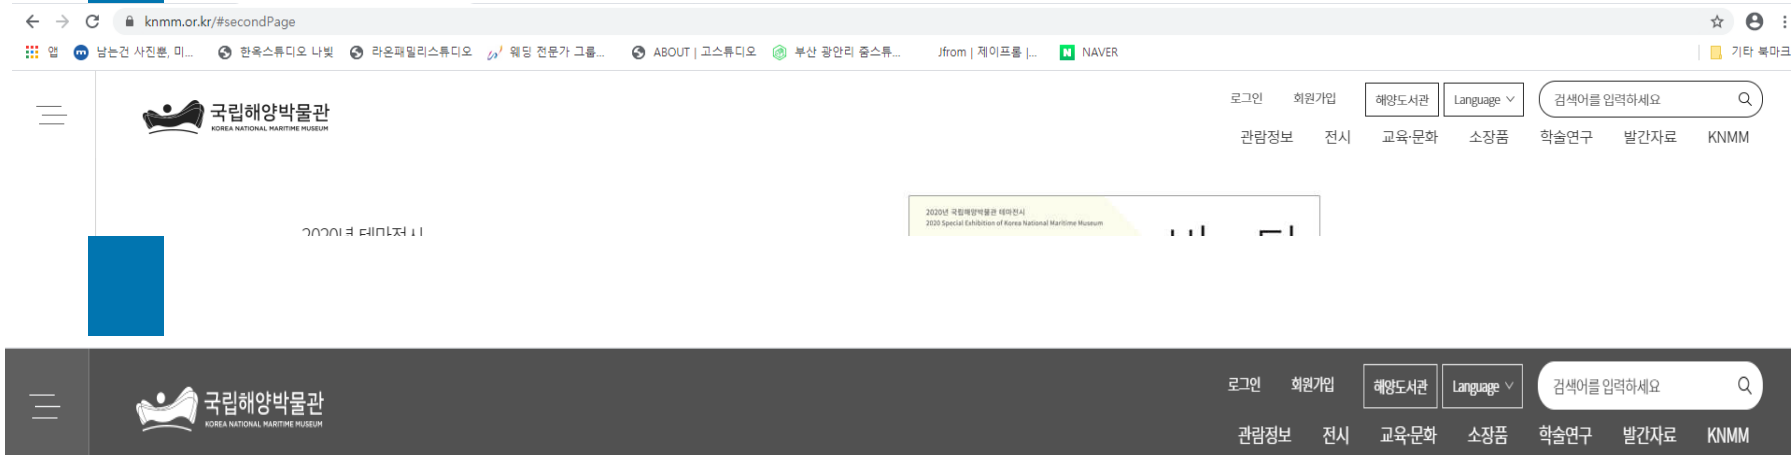 knmm.or.kr/#secondPage
앱 남는건 사진뿐, 미... 한옥스튜디오 나빛 라온패밀리스튜디오 웨딩 전문가 그룹... ABOUT | 고스튜디오 부산 광안리 줌스튜... Jfrom | 제이프롬 |... NAVER 기타 북마크
로그인 회원가입 해양도서관 Language 검색어를 입력하세요
국립해양박물관
KOREA NATIONAL MARITIME MUSEUM
관람정보 전시 교육·문화 소장품 학술연구 발간자료 KNMM
2020년 국립해양박물관 테마전시
2020 Special Exhibition of Korea National Maritime Museum
2020년 테마전시
로그인 회원가입 해양도서관 Language 검색어를 입력하세요
국립해양박물관
KOREA NATIONAL MARITIME MUSEUM
관람정보 전시 교육·문화 소장품 학술연구 발간자료 KNMM